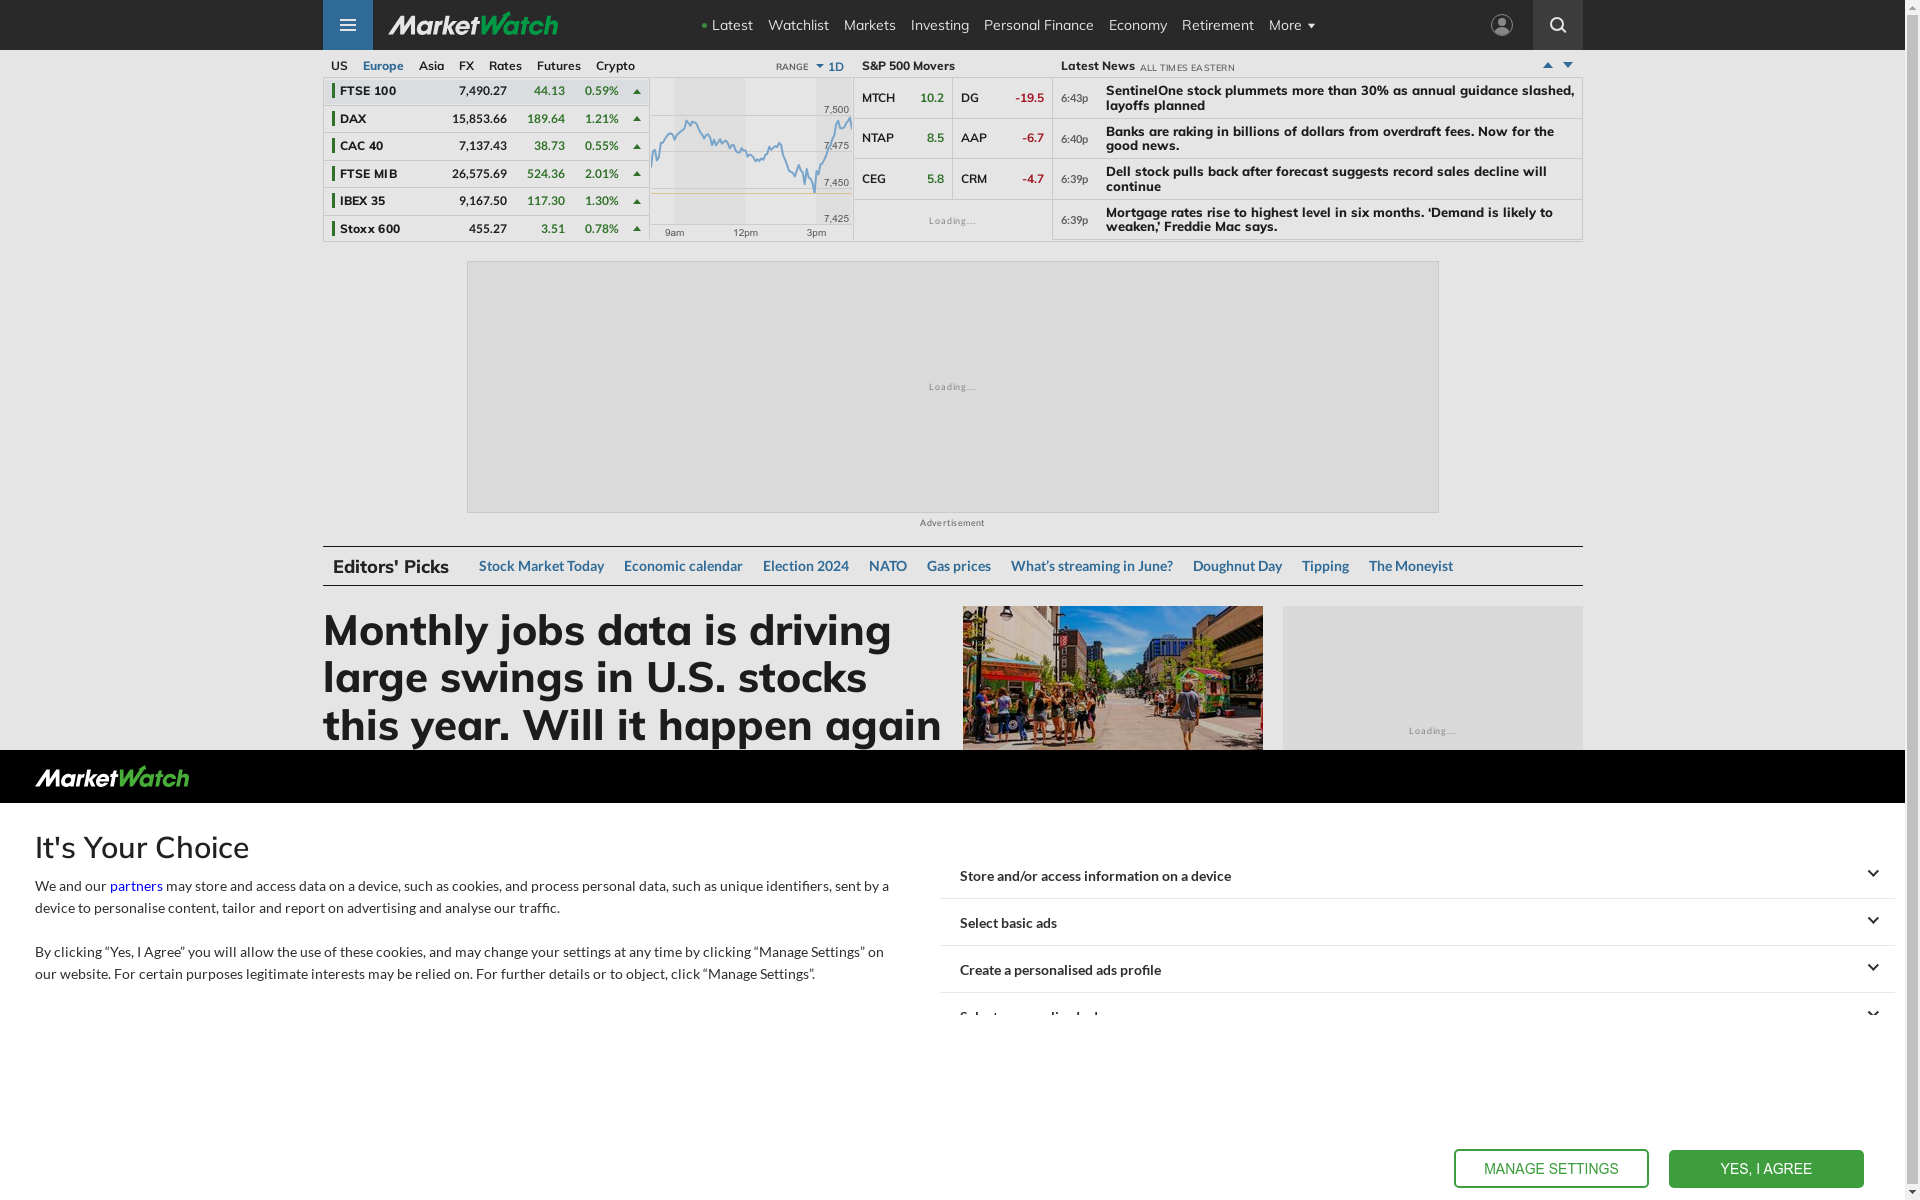 MarketWatch
Latest Watchlist Markets Investing Personal Finance Economy Retirement More
US Europe Asia FX Rates Futures Crypto
FTSE 100 7,490.27 44.13 0.59%
DAX 15,853.66 189.64 1.21%
CAC 40 7,137.43 38.73 0.55%
FTSE MIB 26,575.69 524.36 2.01%
IBEX 35 9,167.50 117.30 1.30%
Stoxx 600 455.27 3.51 0.78%
RANGE 1D
7,500
7,475
7,450
7,425
9am 12pm 3pm
S&P 500 Movers
MTCH 10.2 DG -19.5
NTAP 8.5 AAP -6.7
CEG 5.8 CRM -4.7
Loading...
Latest News ALL TIMES EASTERN
6:43p SentinelOne stock plummets more than 30% as annual guidance slashed,
layoffs planned
6:40p Banks are raking in billions of dollars from overdraft fees. Now for the
good news.
6:39p Dell stock pulls back after forecast suggests record sales decline will
continue
6:39p Mortgage rates rise to highest level in six months. ‘Demand is likely to
weaken,’ Freddie Mac says.
Loading...
Advertisement
Editors' Picks Stock Market Today Economic calendar Election 2024 NATO Gas prices What’s streaming in June? Doughnut Day Tipping The Moneyist
Monthly jobs data is driving
large swings in U.S. stocks
this year. Will it happen again
Loading...
MarketWatch
It's Your Choice
We and our partners may store and access data on a device, such as cookies, and process personal data, such as unique identifiers, sent by a
device to personalise content, tailor and report on advertising and analyse our traffic.
By clicking “Yes, I Agree” you will allow the use of these cookies, and may change your settings at any time by clicking “Manage Settings” on
our website. For certain purposes legitimate interests may be relied on. For further details or to object, click “Manage Settings”.
Store and/or access information on a device
Select basic ads
Create a personalised ads profile
MANAGE SETTINGS YES, I AGREE